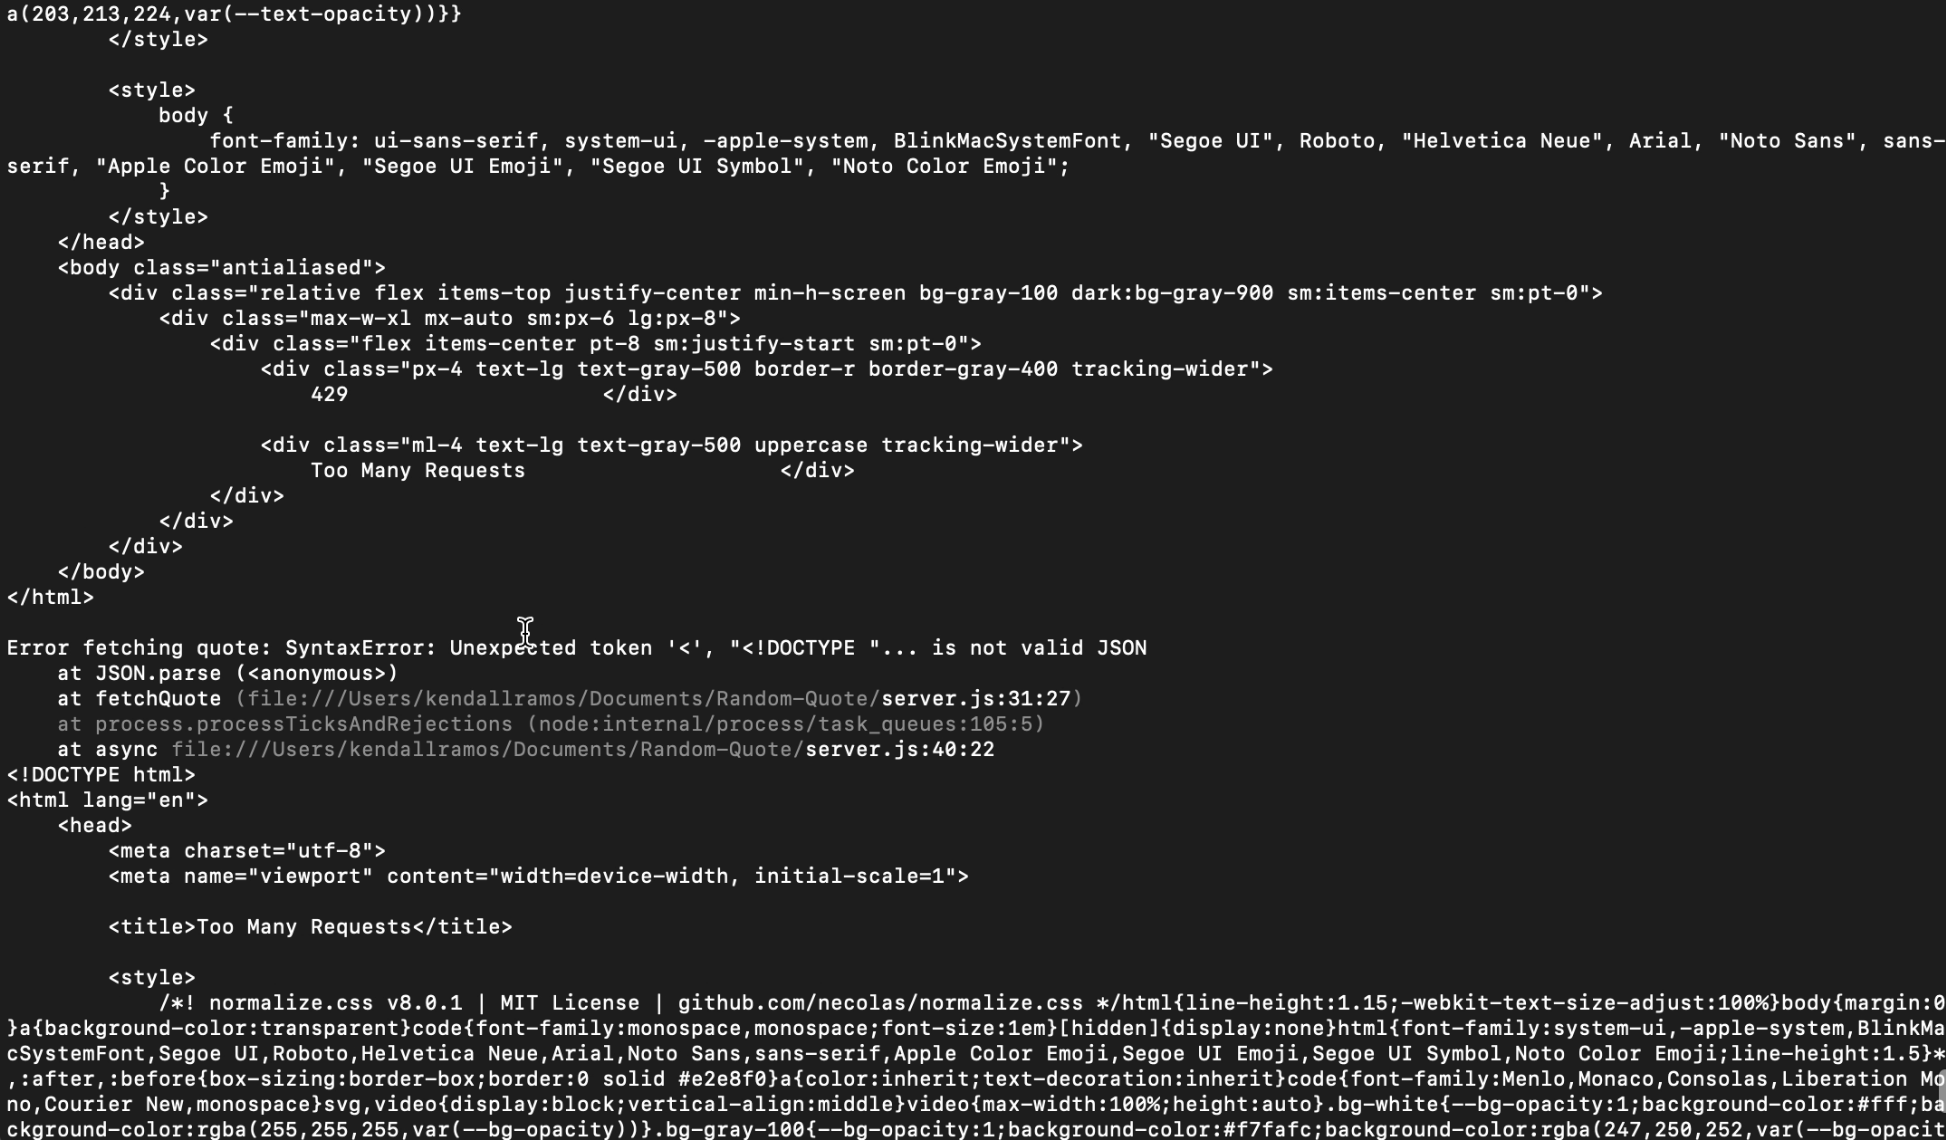 a(203,213,224,var(--text-opacity))}}
        </style>

        <style>
            body {
                font-family: ui-sans-serif, system-ui, -apple-system, BlinkMacSystemFont, "Segoe UI", Roboto, "Helvetica Neue", Arial, "Noto Sans", sans-
serif, "Apple Color Emoji", "Segoe UI Emoji", "Segoe UI Symbol", "Noto Color Emoji";
            }
        </style>
    </head>
    <body class="antialiased">
        <div class="relative flex items-top justify-center min-h-screen bg-gray-100 dark:bg-gray-900 sm:items-center sm:pt-0">
            <div class="max-w-xl mx-auto sm:px-6 lg:px-8">
                <div class="flex items-center pt-8 sm:justify-start sm:pt-0">
                    <div class="px-4 text-lg text-gray-500 border-r border-gray-400 tracking-wider">
                        429                    </div>

                    <div class="ml-4 text-lg text-gray-500 uppercase tracking-wider">
                        Too Many Requests                    </div>
                </div>
            </div>
        </div>
    </body>
</html>

Error fetching quote: SyntaxError: Unexpected token '<', "<!DOCTYPE "... is not valid JSON
    at JSON.parse (<anonymous>)
    at fetchQuote (file:///Users/kendallramos/Documents/Random-Quote/server.js:31:27)
    at process.processTicksAndRejections (node:internal/process/task_queues:105:5)
    at async file:///Users/kendallramos/Documents/Random-Quote/server.js:40:22
<!DOCTYPE html>
<html lang="en">
    <head>
        <meta charset="utf-8">
        <meta name="viewport" content="width=device-width, initial-scale=1">

        <title>Too Many Requests</title>

        <style>
            /*! normalize.css v8.0.1 | MIT License | github.com/necolas/normalize.css */html{line-height:1.15;-webkit-text-size-adjust:100%}body{margin:0
}a{background-color:transparent}code{font-family:monospace,monospace;font-size:1em}[hidden]{display:none}html{font-family:system-ui,-apple-system,BlinkMa
cSystemFont,Segoe UI,Roboto,Helvetica Neue,Arial,Noto Sans,sans-serif,Apple Color Emoji,Segoe UI Emoji,Segoe UI Symbol,Noto Color Emoji;line-height:1.5}*
,:after,:before{box-sizing:border-box;border:0 solid #e2e8f0}a{color:inherit;text-decoration:inherit}code{font-family:Menlo,Monaco,Consolas,Liberation Mo
no,Courier New,monospace}svg,video{display:block;vertical-align:middle}video{max-width:100%;height:auto}.bg-white{--bg-opacity:1;background-color:#fff;ba
ckground-color:rgba(255,255,255,var(--bg-opacity))}.bg-gray-100{--bg-opacity:1;background-color:#f7fafc;background-color:rgba(247,250,252,var(--bg-opacit